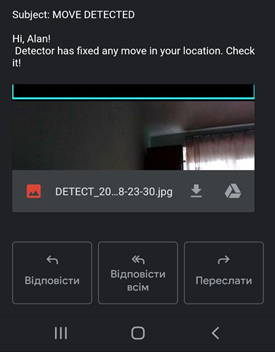 Subject: MOVE DETECTED
Hi, Alan!
Detector has fixed any move in your location. Check
it!
DETECT_20...8-23-30.jpg
Відповісти
Відповісти
всім
Переслати